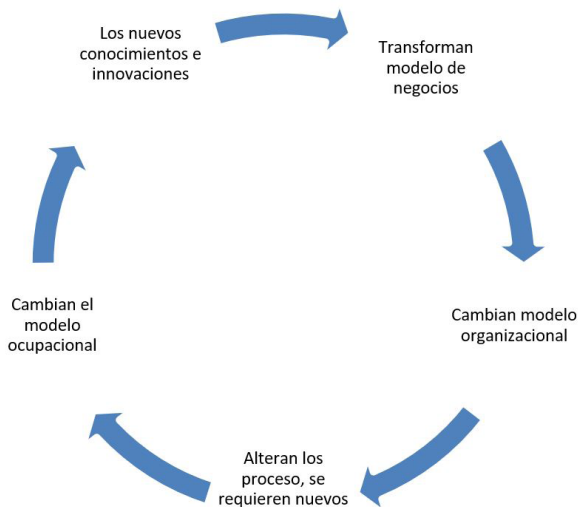 Los nuevos
conocimientos e
innovaciones
Transforman
modelo de
negocios
Cambian modelo
organizacional
Alteran los
proceso, se
requieren nuevos
Cambian el
modelo
ocupacional